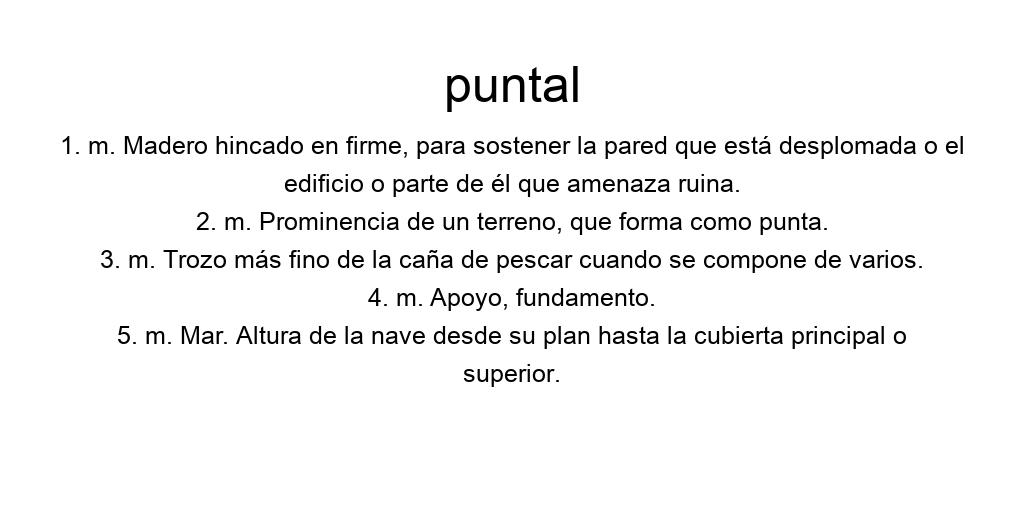 puntal
1. m. Madero hincado en firme, para sostener la pared que está desplomada o el
edificio o parte de él que amenaza ruina.
2. m. Prominencia de un terreno, que forma como punta.
3. m. Trozo más fino de la caña de pescar cuando se compone de varios.
4. m. Apoyo, fundamento.
5. m. Mar. Altura de la nave desde su plan hasta la cubierta principal o
superior.